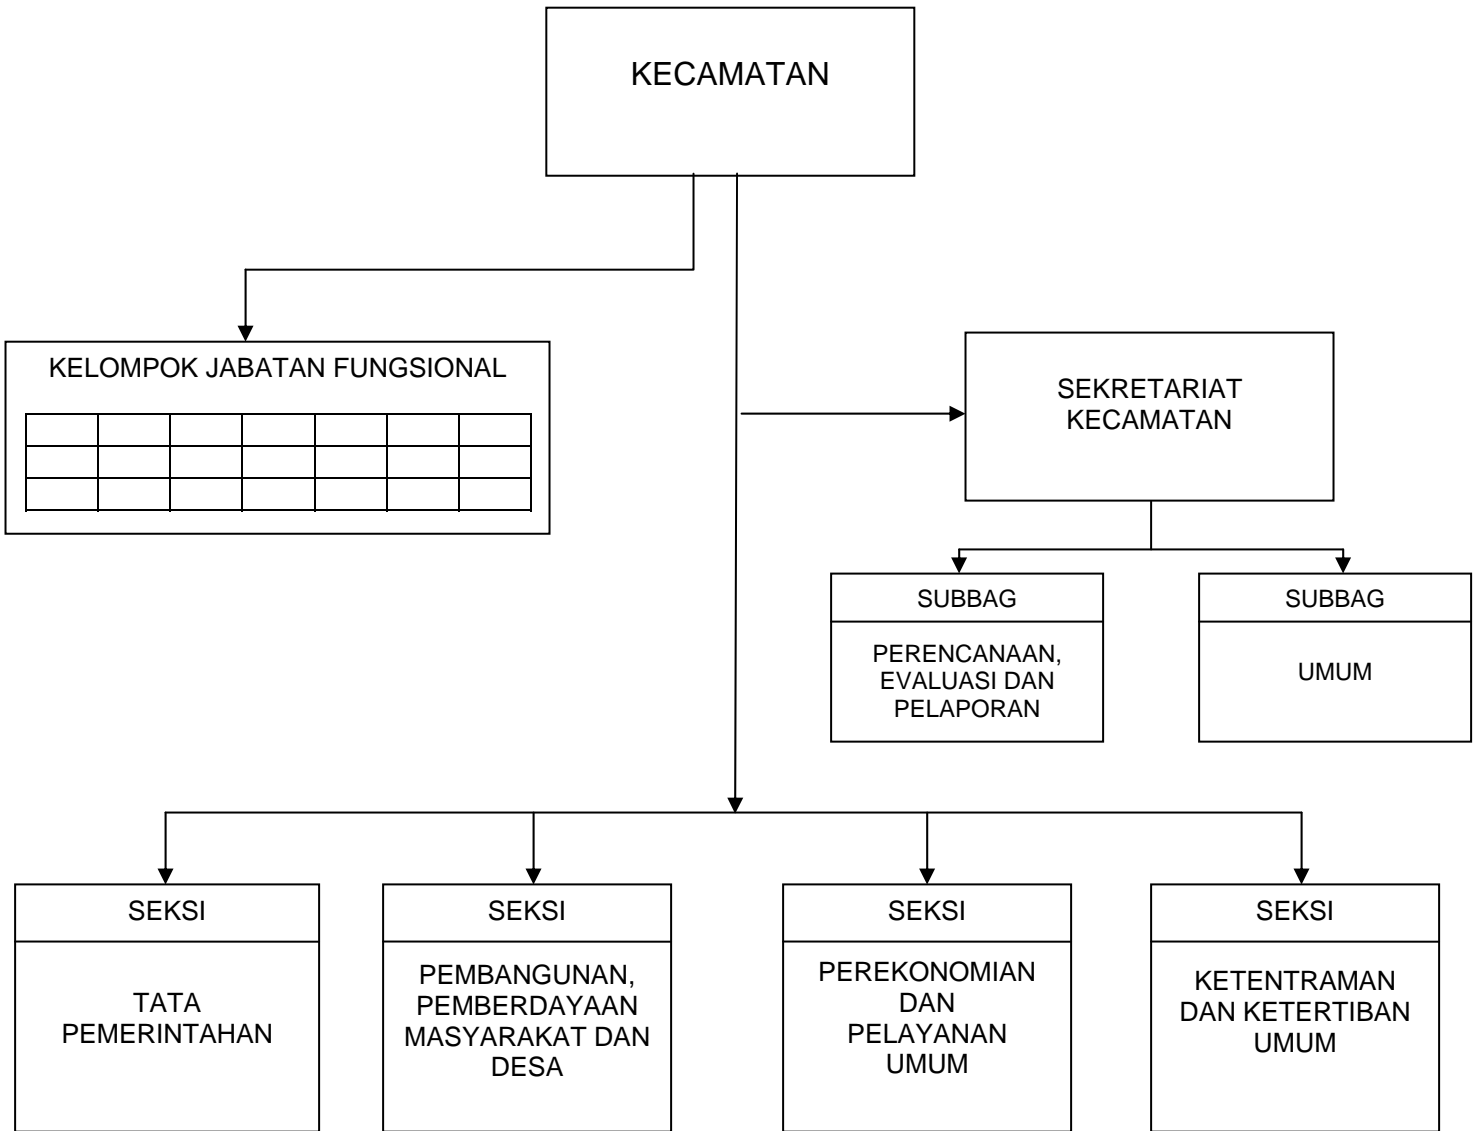 KECAMATAN
KELOMPOK JABATAN FUNGSIONAL
SEKRETARIAT
KECAMATAN
SUBBAG
PERENCANAAN,
EVALUASI DAN
PELAPORAN
SUBBAG
UMUM
SEKSI
TATA
PEMERINTAHAN
SEKSI
PEMBANGUNAN,
PEMBERDAYAAN
MASYARAKAT DAN
DESA
SEKSI
PEREKONOMIAN
DAN
PELAYANAN
UMUM
SEKSI
KETENTRAMAN
DAN KETERTIBAN
UMUM